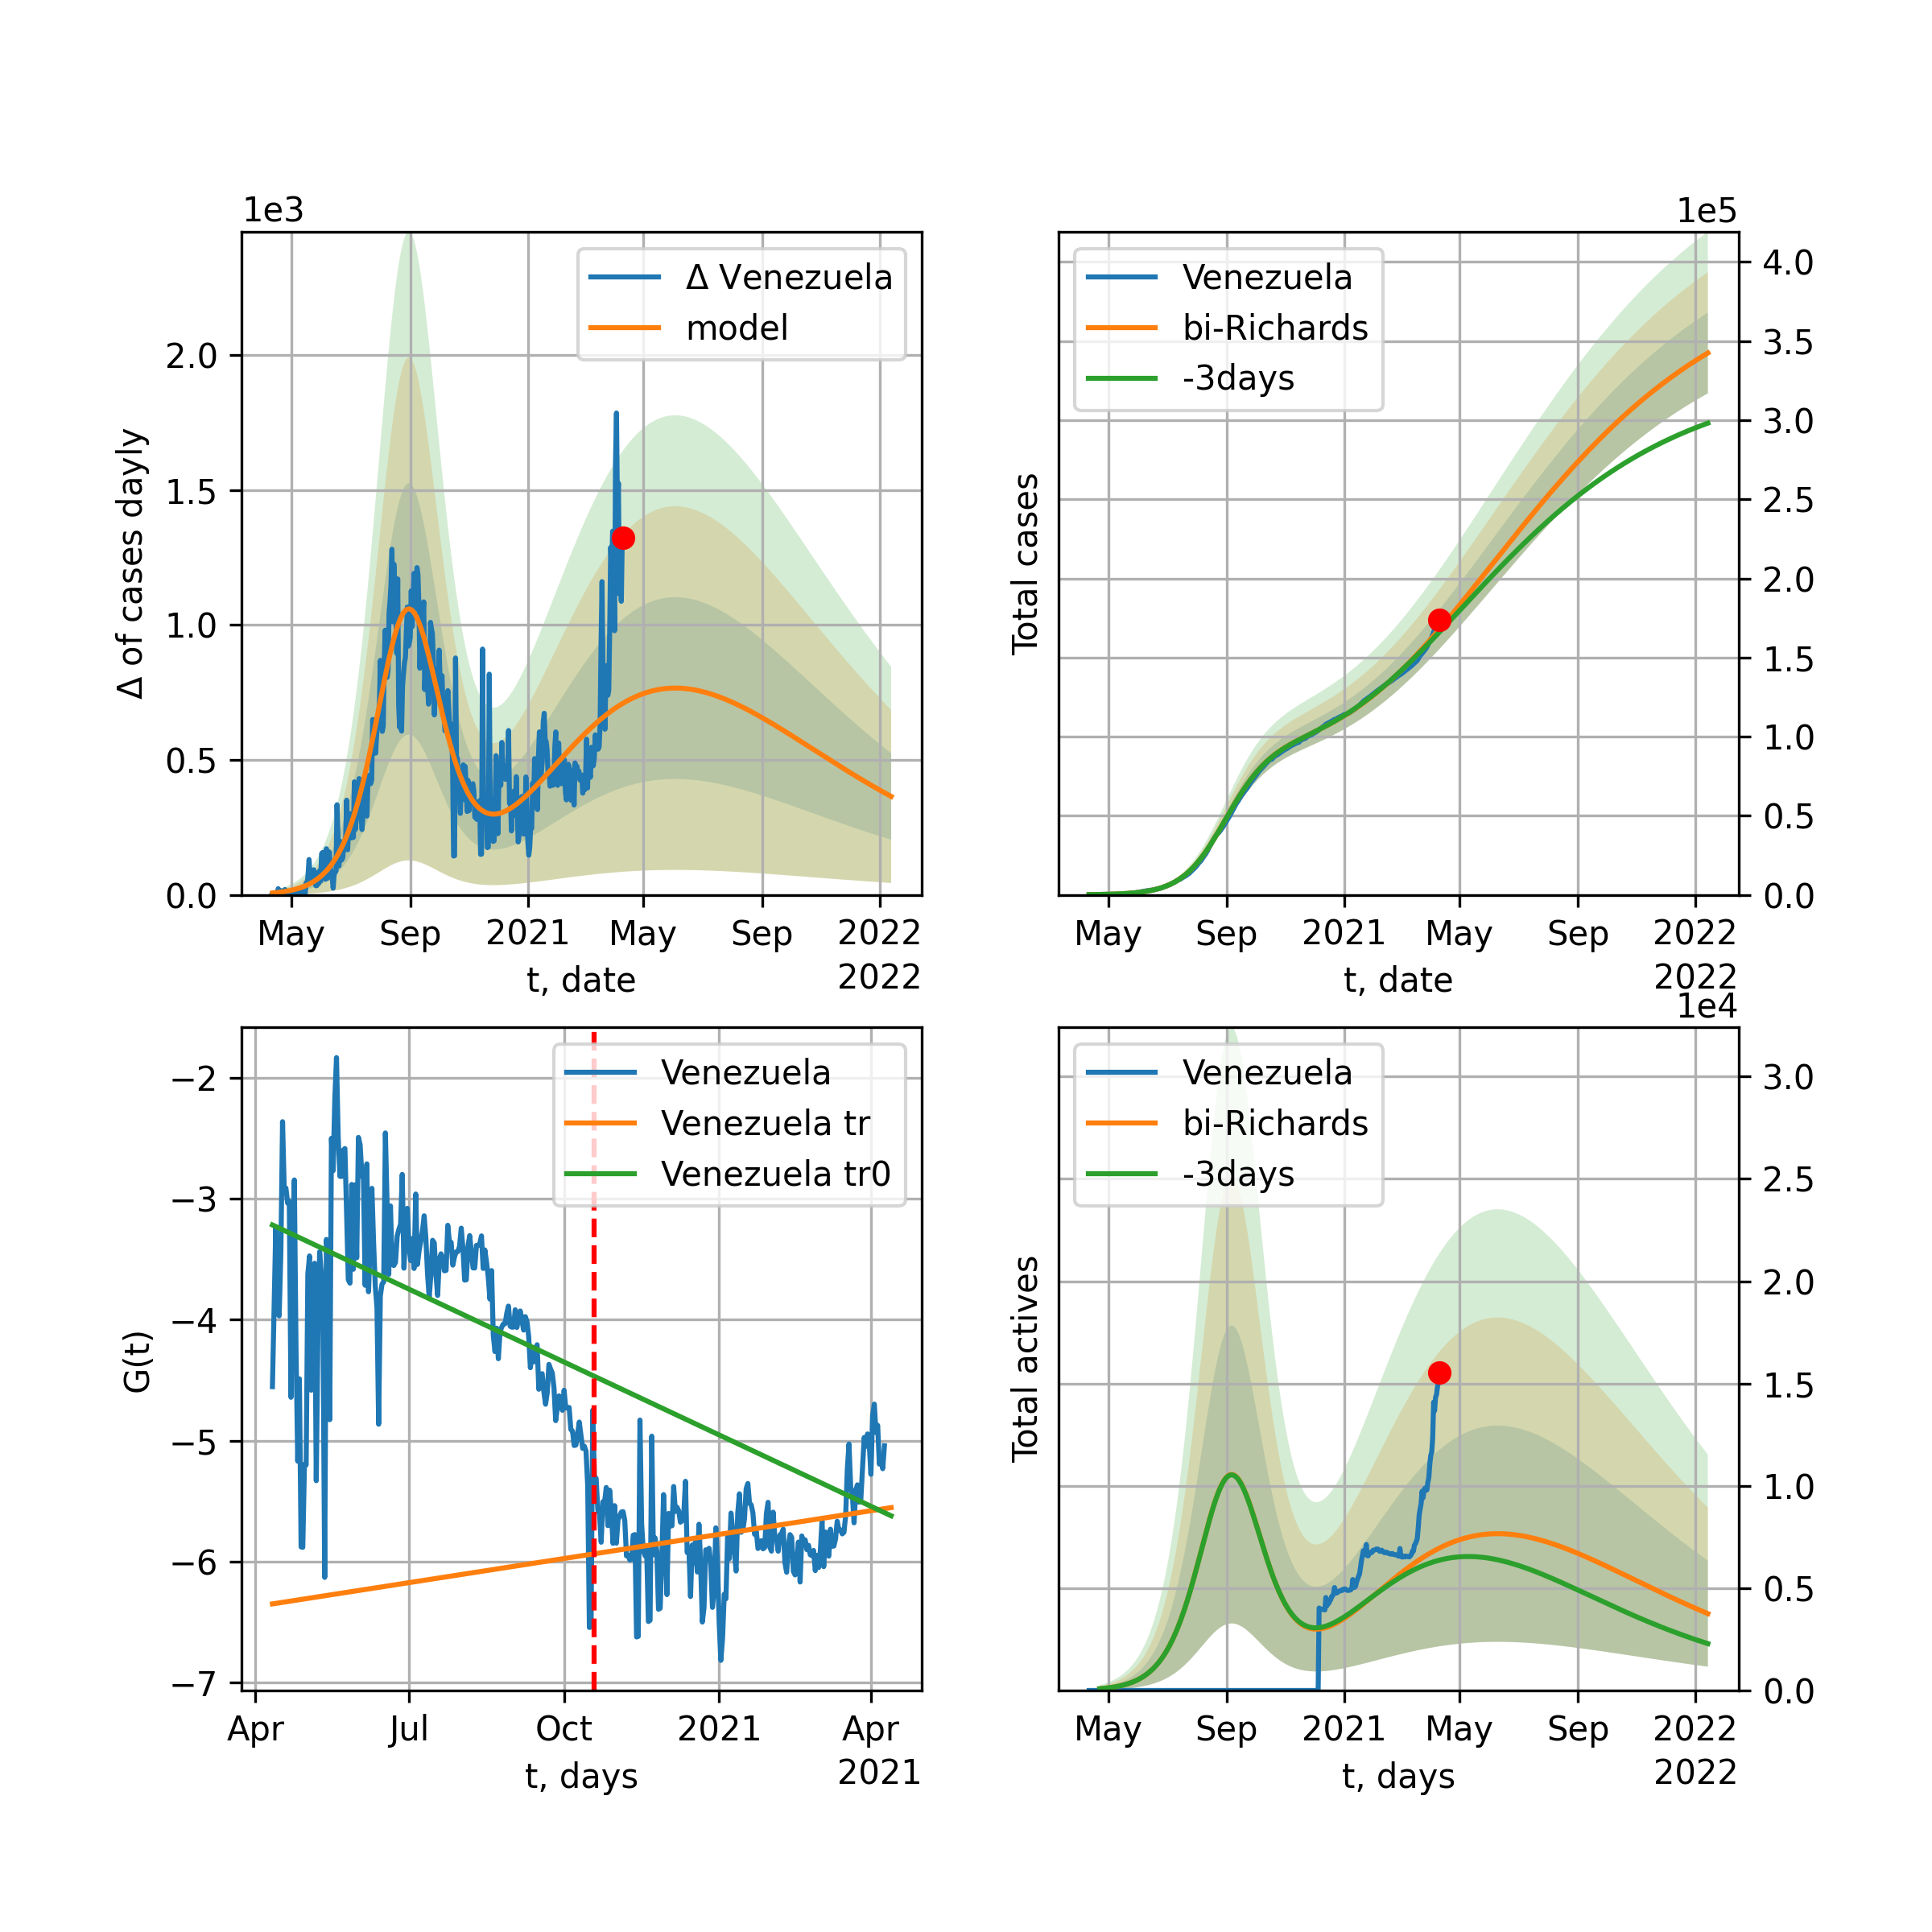 1e3
Δ of cases dayly
2.0
1.5
1.0
0.5
0.0
Δ Venezuela
model
May Sep 2021 May Sep 2022
t, date 2022
1e5
Total cases
Venezuela
bi-Richards
-3days
4.0
3.5
3.0
2.5
2.0
1.5
1.0
0.5
0.0
May Sep 2021 May Sep 2022
t, date 2022
G(t)
−2
−3
−4
−5
−6
−7
Venezuela
Venezuela tr
Venezuela tr0
Apr Jul Oct 2021 Apr
t, days 2021
1e4
Total actives
Venezuela
bi-Richards
-3days
3.0
2.5
2.0
1.5
1.0
0.5
0.0
May Sep 2021 May Sep 2022
t, days 2022